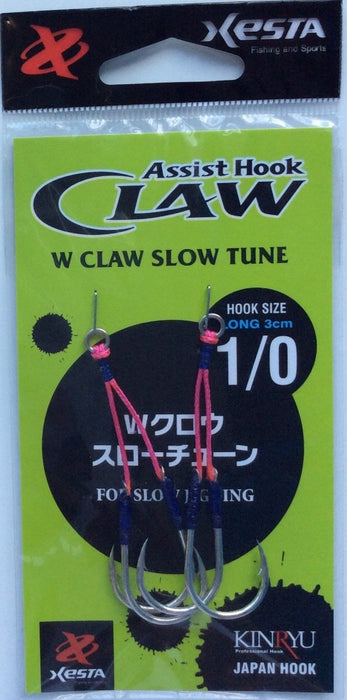 XESTA
Fishing and Sports
Assist Hook
CLAW
W CLAW SLOW TUNE
HOOK SIZE
LONG 3cm
1/0
Wクロウ
スローチューン
FOR SLOW JIGGING
XESTA
KINRYU
Professional Hook
JAPAN HOOK